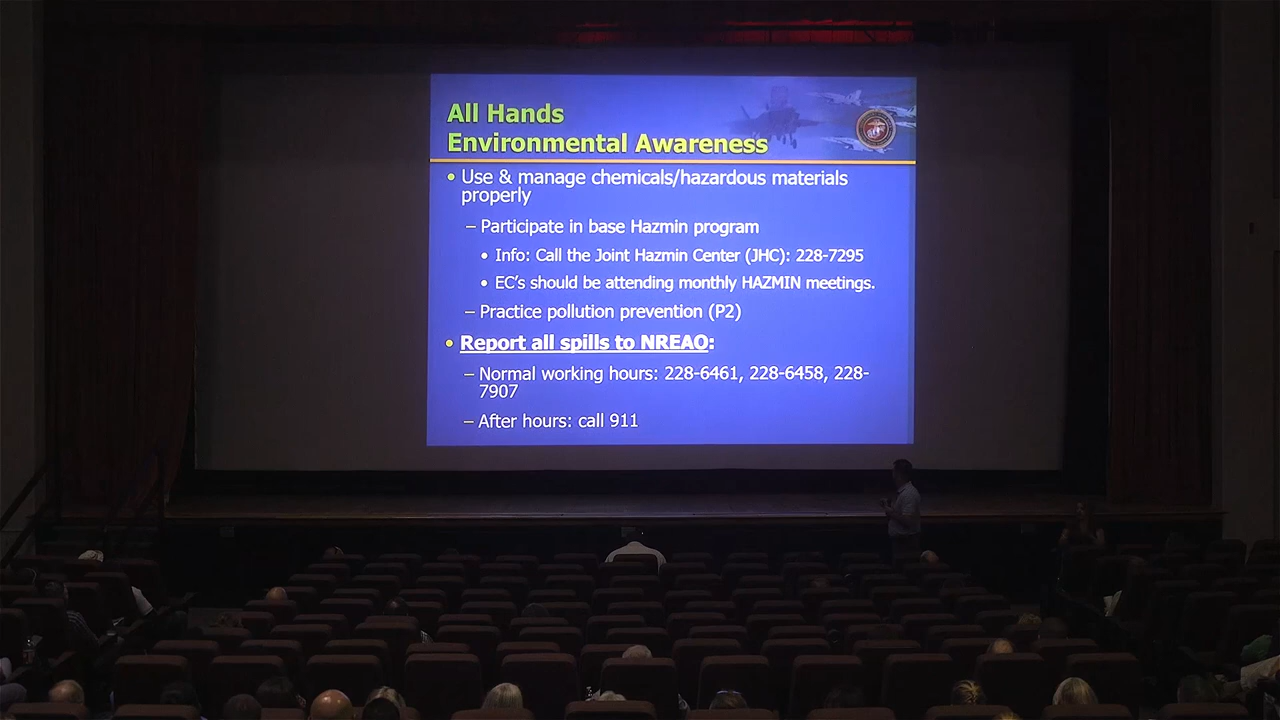 All Hands
Environmental Awareness
• Use & manage chemicals/hazardous materials
properly
– Participate in base Hazmin program
• Info: Call the Joint Hazmin Center (JHC): 228-7295
• EC's should be attending monthly HAZMIN meetings.
– Practice pollution prevention (P2)
• Report all spills to NREAO:
– Normal working hours: 228-6461, 228-6458, 228-
7907
– After hours: call 911